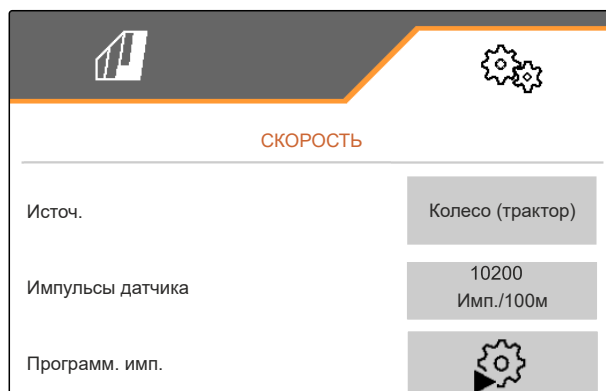 СКОРОСТЬ
Источ.
Колесо (трактор)
Импульсы датчика
10200
Имп./100м
Программ. имп.